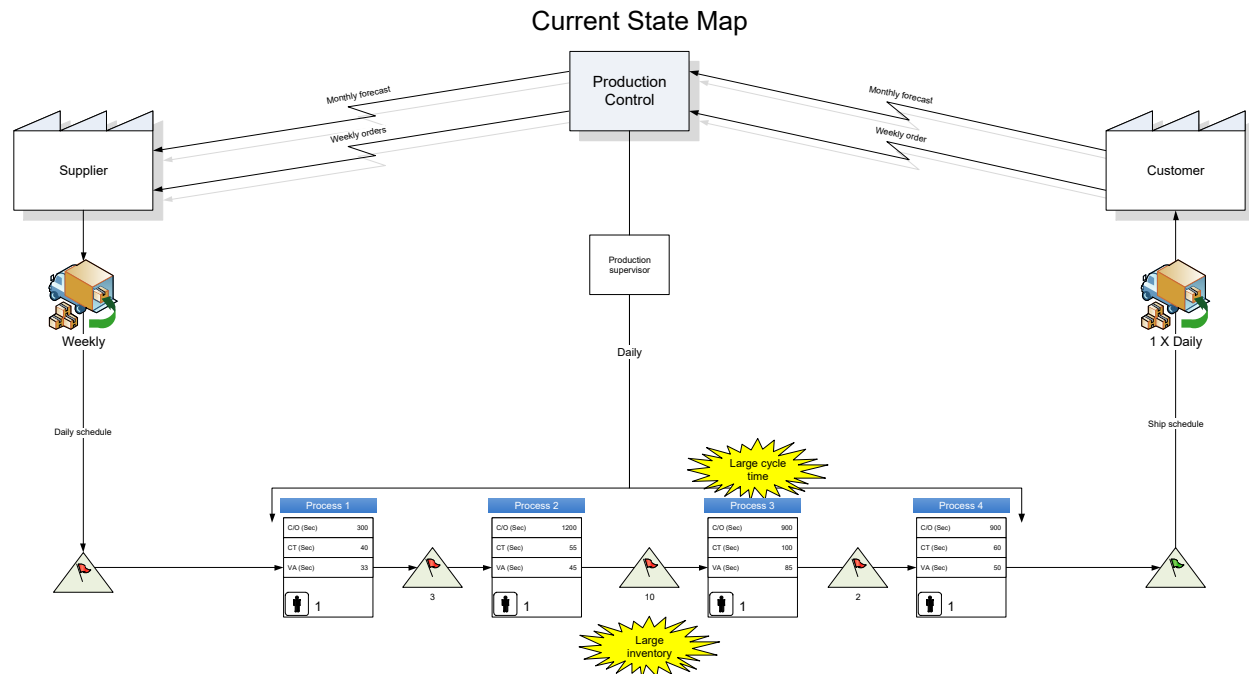 Current State Map
Production
Control
Monthly forecast
Weekly orders
Monthly forecast
Weekly order
Supplier
Customer
Production
supervisor
Weekly
Daily
1 X Daily
Daily schedule
Ship schedule
Large cycle
time
Process 1
C/O (Sec) 300
CT (Sec) 40
VA (Sec) 33
1
3
Process 2
C/O (Sec) 1200
CT (Sec) 55
VA (Sec) 45
1
10
Process 3
C/O (Sec) 900
CT (Sec) 100
VA (Sec) 85
1
2
Process 4
C/O (Sec) 900
CT (Sec) 60
VA (Sec) 50
1
Large
inventory